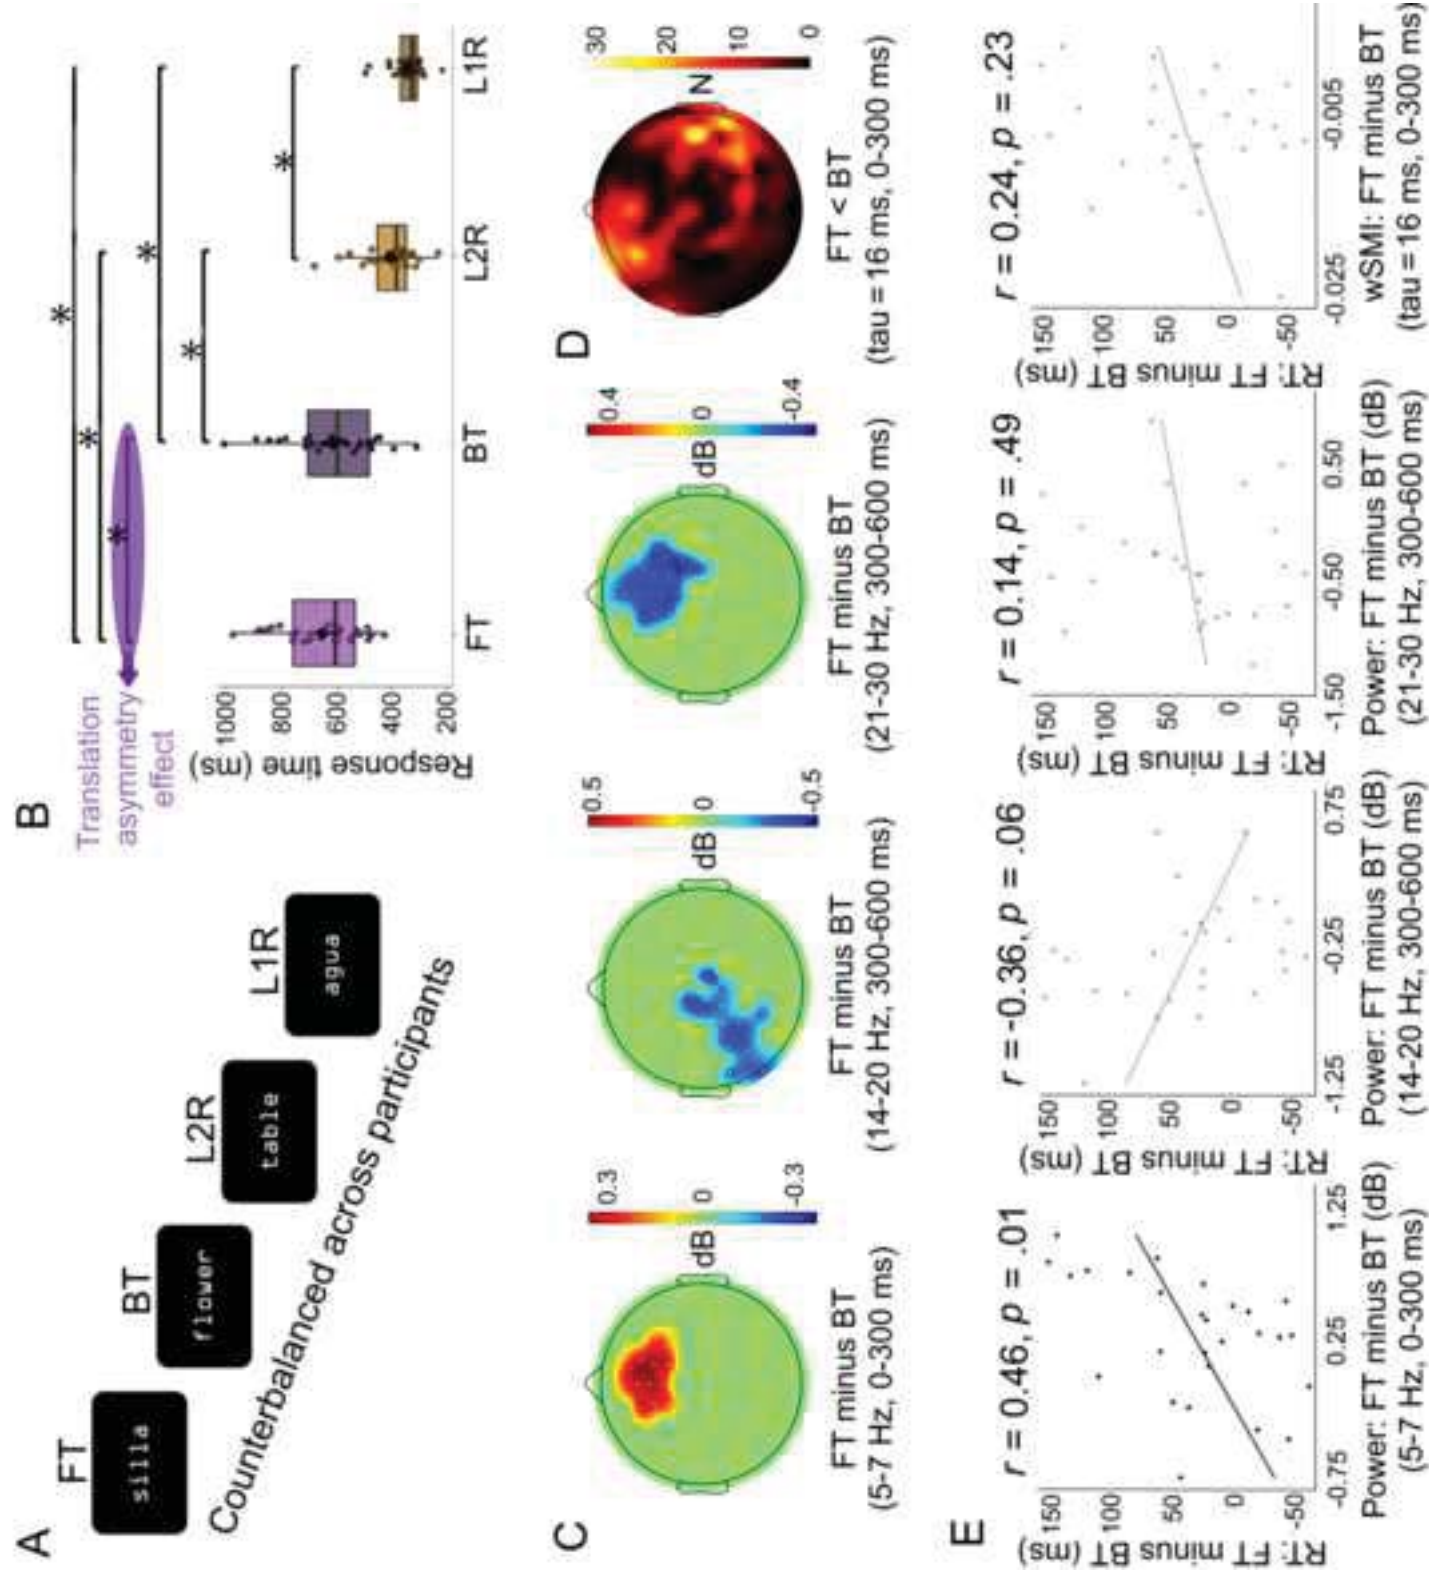 A
FT
silla
BT
flower
L2R
table
L1R
agua
Counterbalanced across participants
B
Translation
asymmetry
effect
*
*
*
*
*
*
Response time (ms)
1000
800
600
400
200
FT
BT
L2R
L1R
C
0.3
0
-0.3
dB
FT minus BT
(5-7 Hz, 0-300 ms)
0.5
0
-0.5
dB
FT minus BT
(14-20 Hz, 300-600 ms)
0.4
0
-0.4
dB
FT minus BT
(21-30 Hz, 300-600 ms)
D
30
20
10
0
N
FT < BT
(tau = 16 ms, 0-300 ms)
E
r = 0.46, p = .01
RT: FT minus BT (ms)
150
100
50
0
-50
-0.75
0.25
1.25
Power: FT minus BT (dB)
(5-7 Hz, 0-300 ms)
r = -0.36, p = .06
RT: FT minus BT (ms)
150
100
50
0
-50
-1.25
-0.25
0.75
Power: FT minus BT (dB)
(14-20 Hz, 300-600 ms)
r = 0.14, p = .49
RT: FT minus BT (ms)
150
100
50
0
-50
-1.50
-0.50
0.50
Power: FT minus BT (dB)
(21-30 Hz, 300-600 ms)
r = 0.24, p = .23
RT: FT minus BT (ms)
150
100
50
0
-50
-0.025
-0.005
wSMI: FT minus BT
(tau = 16 ms, 0-300 ms)